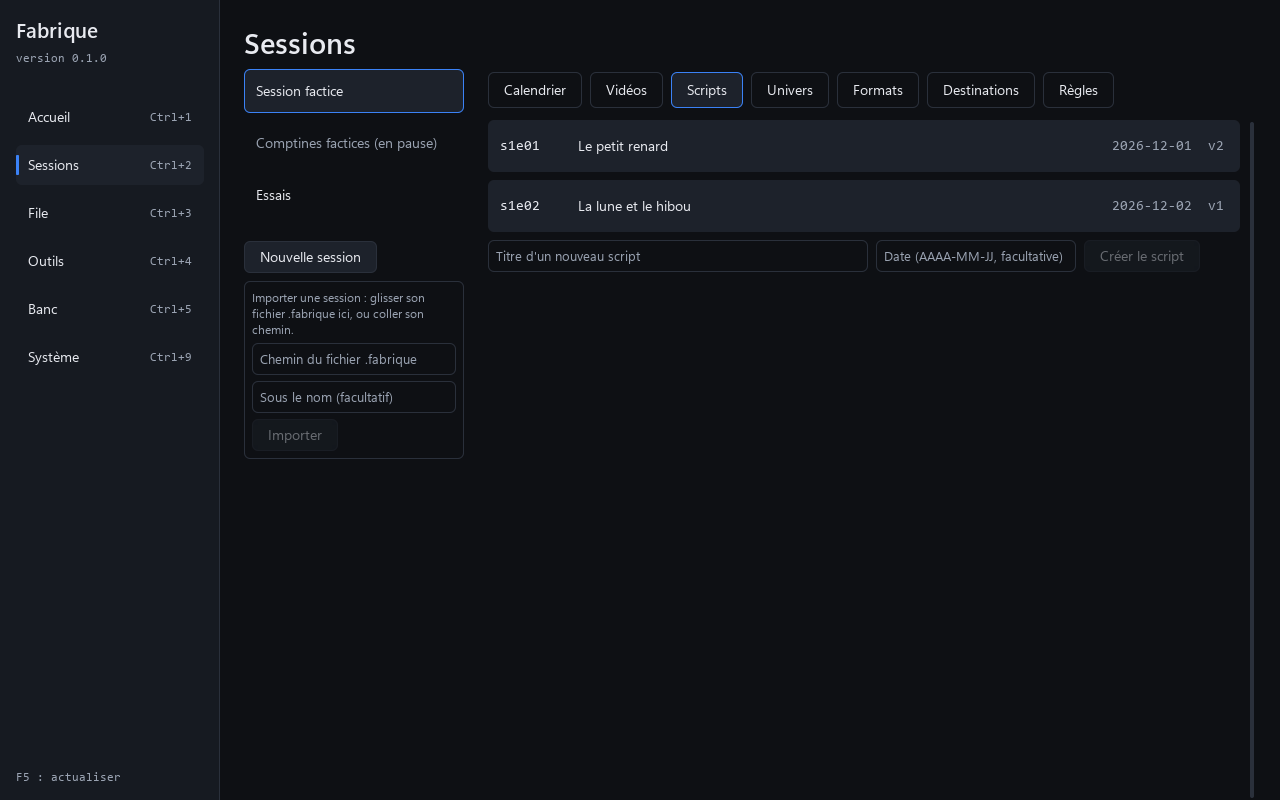 Fabrique
version 0.1.0
Accueil Ctrl+1
Sessions Ctrl+2
File Ctrl+3
Outils Ctrl+4
Banc Ctrl+5
Système Ctrl+9
F5 : actualiser
Sessions
Session factice
Comptines factices (en pause)
Essais
Nouvelle session
Importer une session : glisser son
fichier .fabrique ici, ou coller son
chemin.
Chemin du fichier .fabrique
Sous le nom (facultatif)
Importer
Calendrier Vidéos Scripts Univers Formats Destinations Règles
s1e01 Le petit renard 2026-12-01 v2
s1e02 La lune et le hibou 2026-12-02 v1
Titre d'un nouveau script Date (AAAA-MM-JJ, facultative) Créer le script